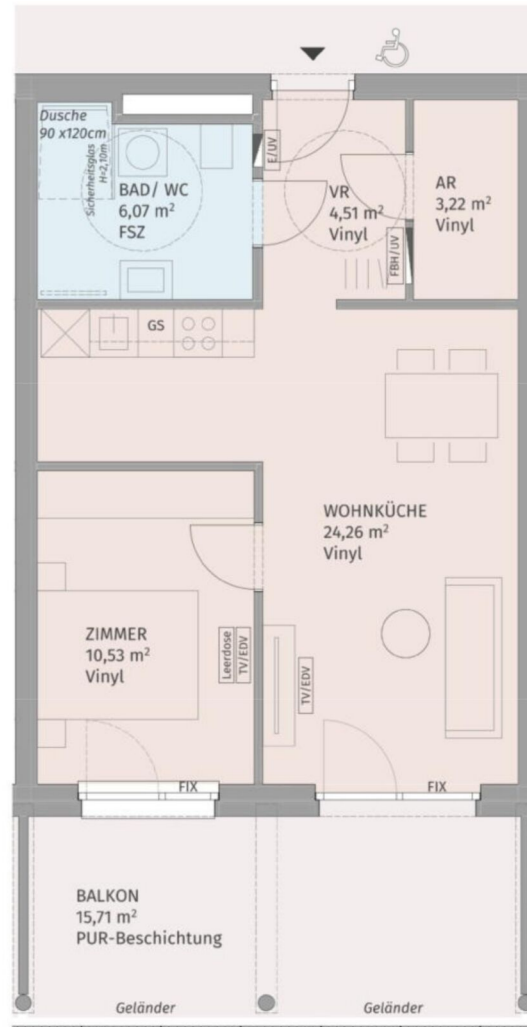 Dusche
90 x120cm
Sicherheitsglas
H=2,10m
BAD/ WC
6,07 m²
FSZ
E/UV
VR
4,51 m²
Vinyl
AR
3,22 m²
Vinyl
FBH/UV
GS
WOHNKÜCHE
24,26 m²
Vinyl
ZIMMER
10,53 m²
Vinyl
Leerdose
TV/EDV
TV/EDV
FIX
FIX
BALKON
15,71 m²
PUR-Beschichtung
Geländer
Geländer